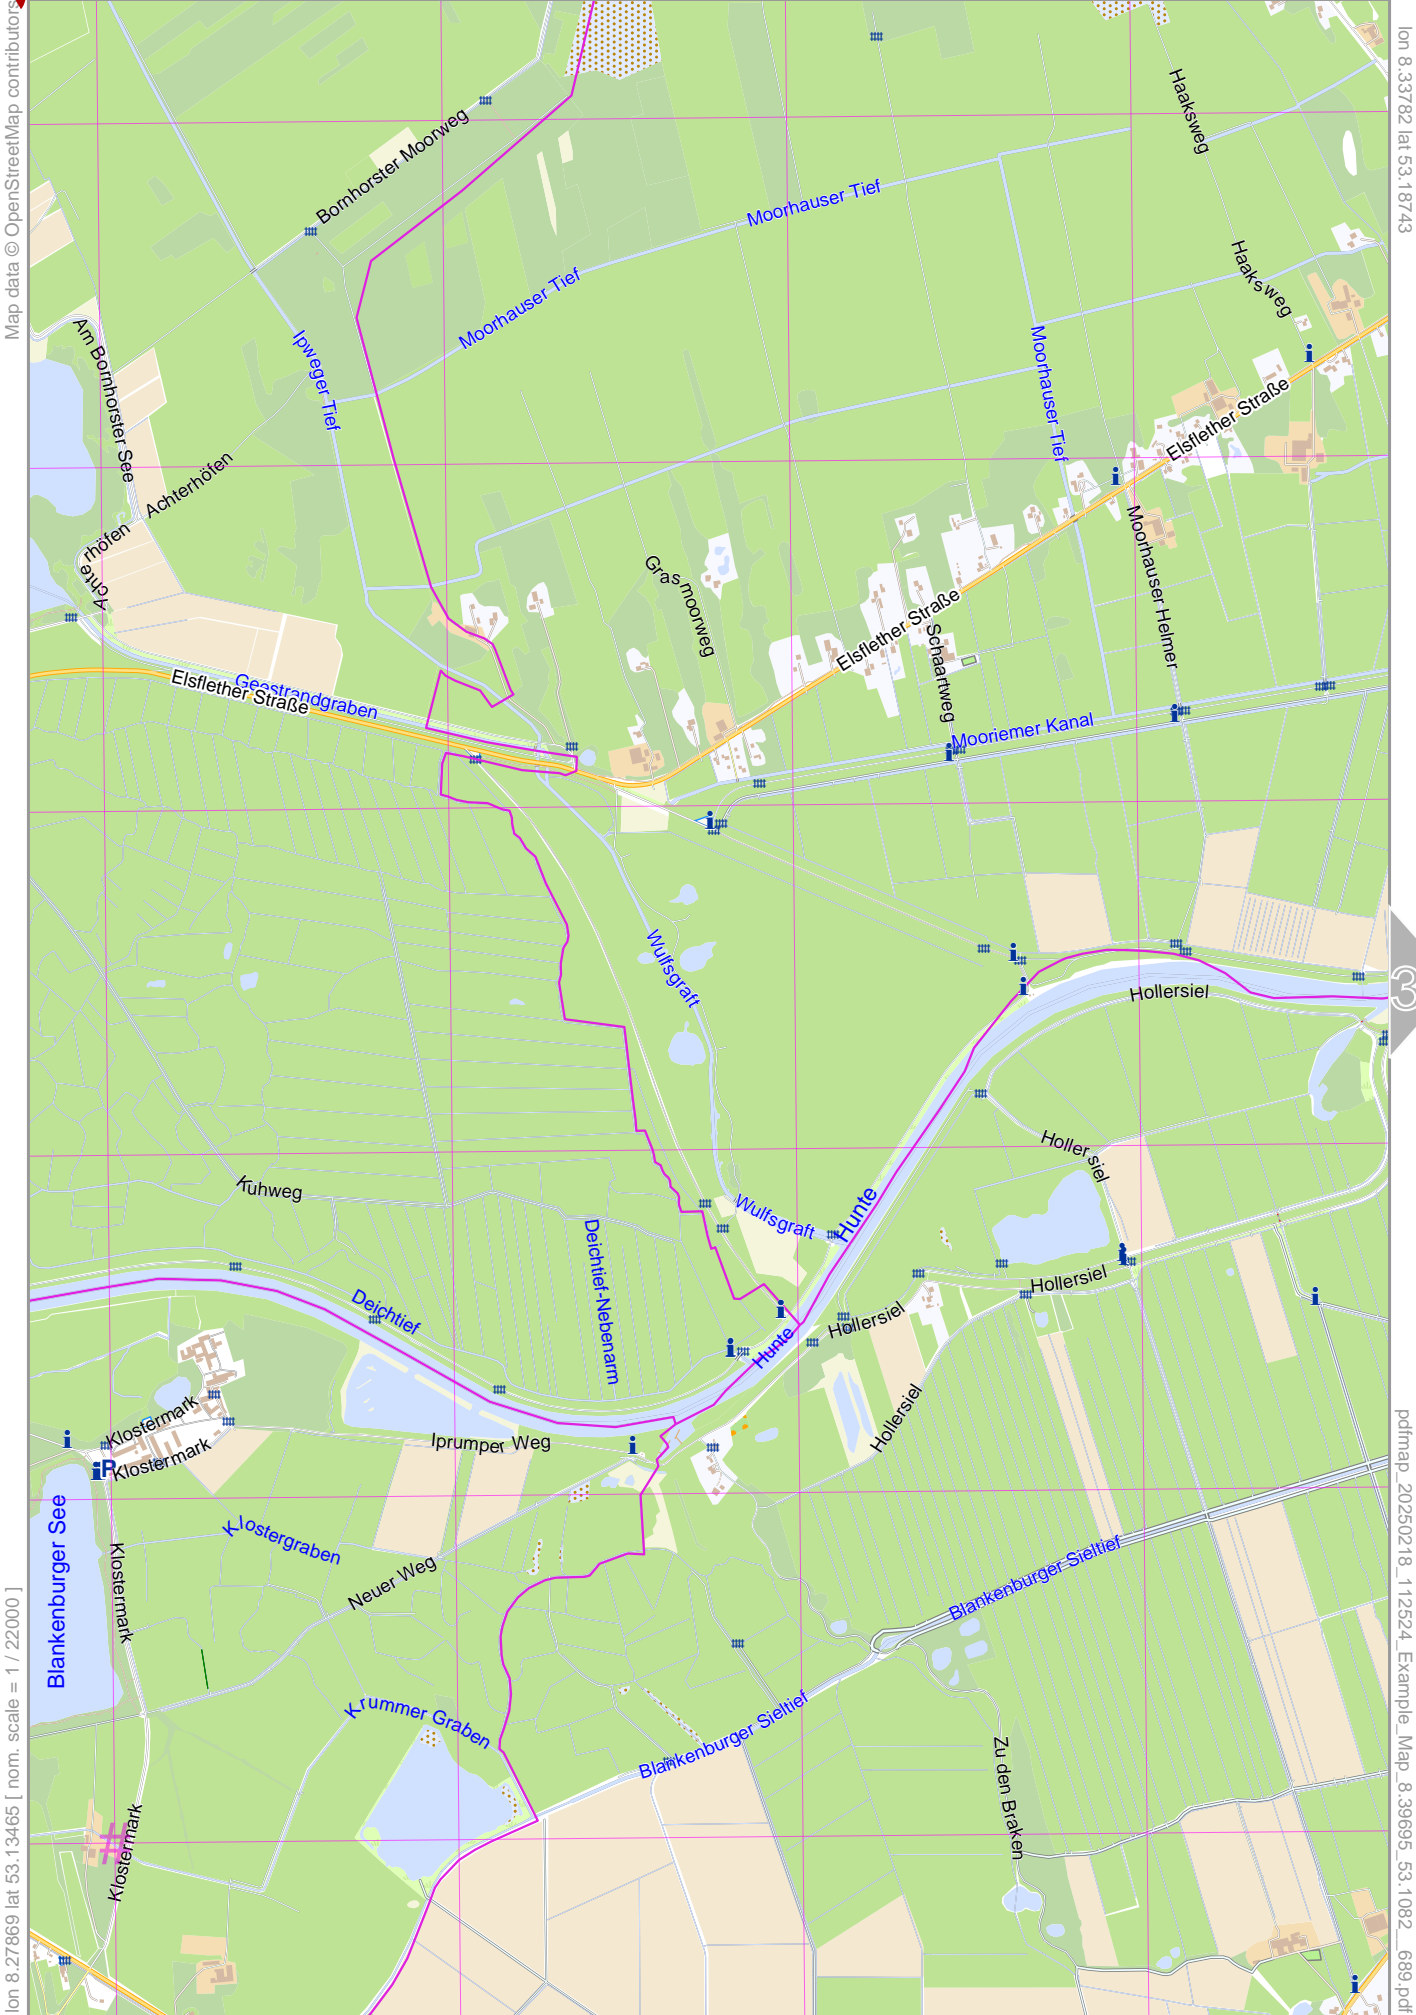 Map data © OpenStreetMap contributors
lon 8.33782 lat 53.18743
Haaksweg
Bornhorster Moorweg
Moorhauser Tief
Haaksweg
Moorhauser Tief
Am Bornhorster See
Ipweger Tief
Moorhauser Tief
Elsflether Straße
Achterhöfen
Achterhöfen
Moorhauser Helmer
Grasmoorweg
Elsflether Straße
Schaartweg
Geestrandgraben
Elsflether Straße
Mooriemer Kanal
Wulfsgraft
Hollersiel
3
Hollersiel
Kuhweg
Wulfsgraft
Hunte
Deichtief-Nebenarm
Hollersiel
Deichtief
Hollersiel
Hunte
Klostermark
Hollersiel
Iprumper Weg
Klostermark
P
Blankenburger See
Klostergraben
Klostermark
Neuer Weg
Blankenburger Sieltief
Krummer Graben
Blankenburger Sieltief
Zu den Braken
Klostermark
#
lon 8.27869 lat 53.13465 [ nom. scale = 1 / 22000 ]
pdfmap_20250218_112524_Example_Map_8.39695_53.1082__689.pdf